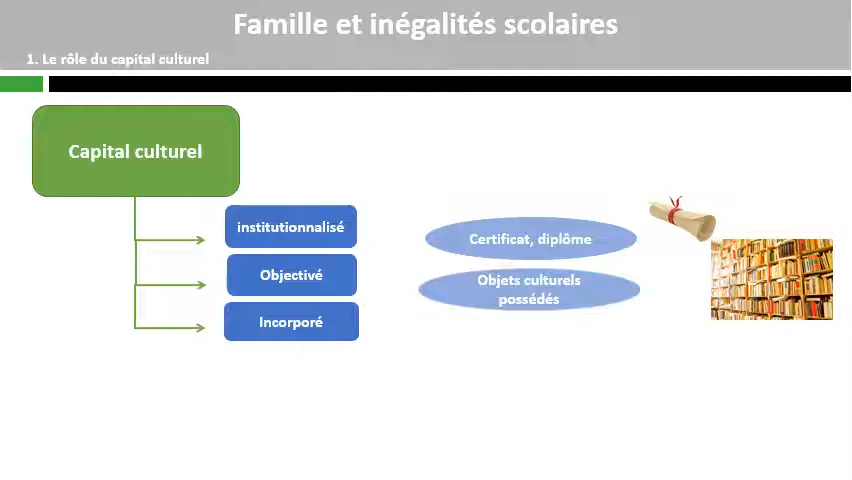 Famille et inégalités scolaires
1. Le rôle du capital culturel
Capital culturel
institutionnalisé
Certificat, diplôme
Objectivé
Objets culturels
possédés
Incorporé